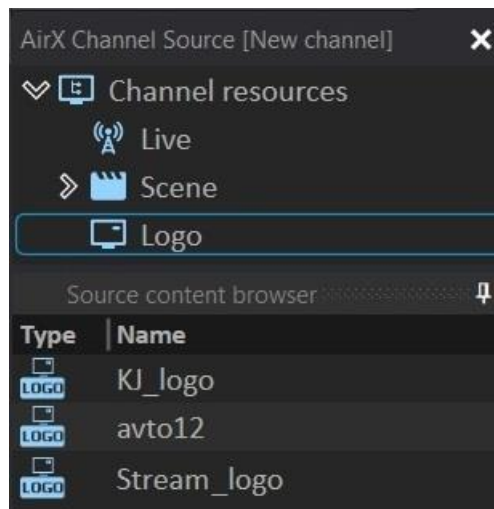 AirX Channel Source [New channel]
Channel resources
Live
Scene
Logo
Source content browser
Type Name
LOGO KJ_logo
LOGO avto12
LOGO Stream_logo